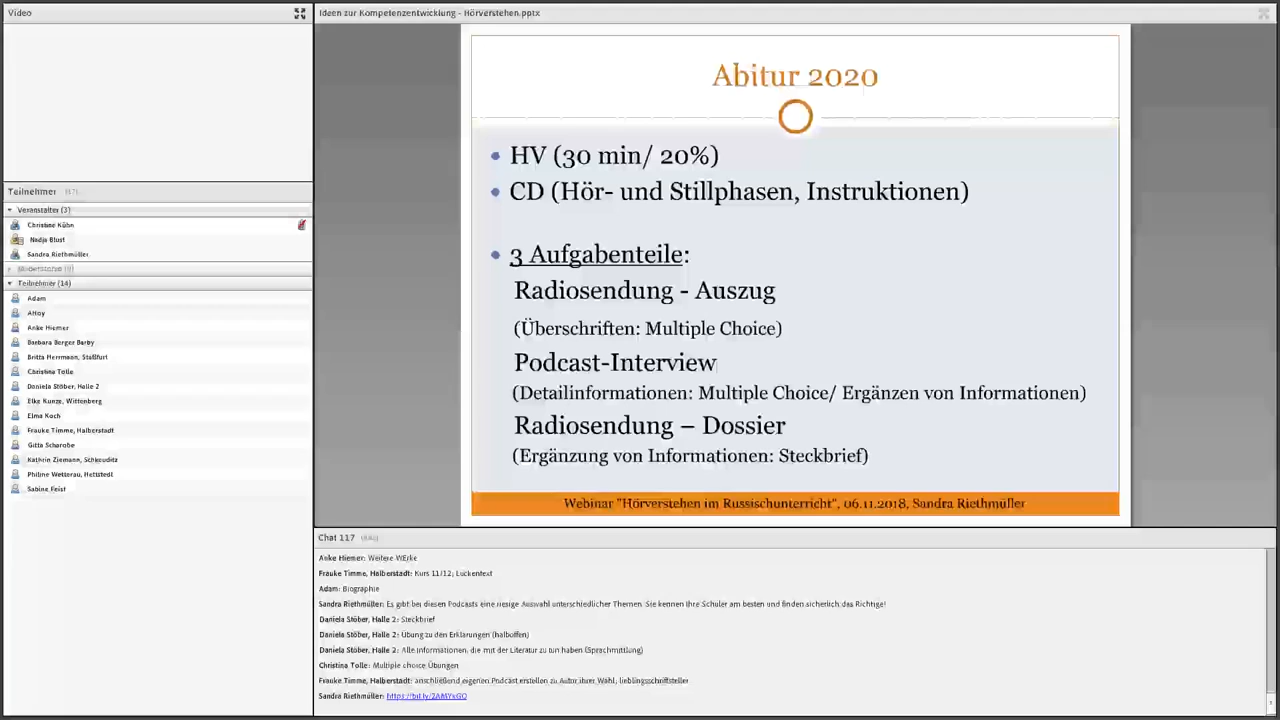 Video
Ideen zur Kompetenzentwicklung - Hörverstehen.pptx
Teilnehmer (17)
Veranstalter (3)
Christine Kühn
Nadja Blust
Sandra Riethmüller
Teilnehmer (14)
Adam
Anke Hiemer
Barbara Berger Barby
Britta Herrmann, Staßfurt
Christina Tolle
Daniela Stöber, Halle 2
Elke Kunze, Wittenberg
Elma Koch
Frauke Timme, Halberstadt
Gitta Scharobe
Kathrin Ziemann, Schkeuditz
Philine Wetterau, Hettstedt
Sabine Feist
Abitur 2020
• HV (30 min/ 20%)
• CD (Hör- und Stillphasen, Instruktionen)
• 3 Aufgabenteile:
Radiosendung - Auszug
(Überschriften: Multiple Choice)
Podcast-Interview
(Detailinformationen: Multiple Choice/ Ergänzen von Informationen)
Radiosendung – Dossier
(Ergänzung von Informationen: Steckbrief)
Webinar "Hörverstehen im Russischunterricht", 06.11.2018, Sandra Riethmüller
Chat 117
Anke Hiemer: Weitere WErke
Frauke Timme, Halberstadt: Kurs 11/12; Lückentext
Adam: Biographie
Sandra Riethmüller: Es gibt bei diesen Podcasts eine riesige Auswahl unterschiedlicher Themen. Sie kennen Ihre Schüler am besten und finden sicherlich das Richtige!
Daniela Stöber, Halle 2: Steckbrief
Daniela Stöber, Halle 2: Übung zu den Erklärungen (halboffen)
Daniela Stöber, Halle 2: Alle Informationen, die mit der Literatur zu tun haben (Sprachmittlung)
Christina Tolle: Multiple choice Übungen
Frauke Timme, Halberstadt: anschließend eigenen Podcast erstellen zu Autor ihrer Wahl, lieblingsschriftsteller
Sandra Riethmüller: